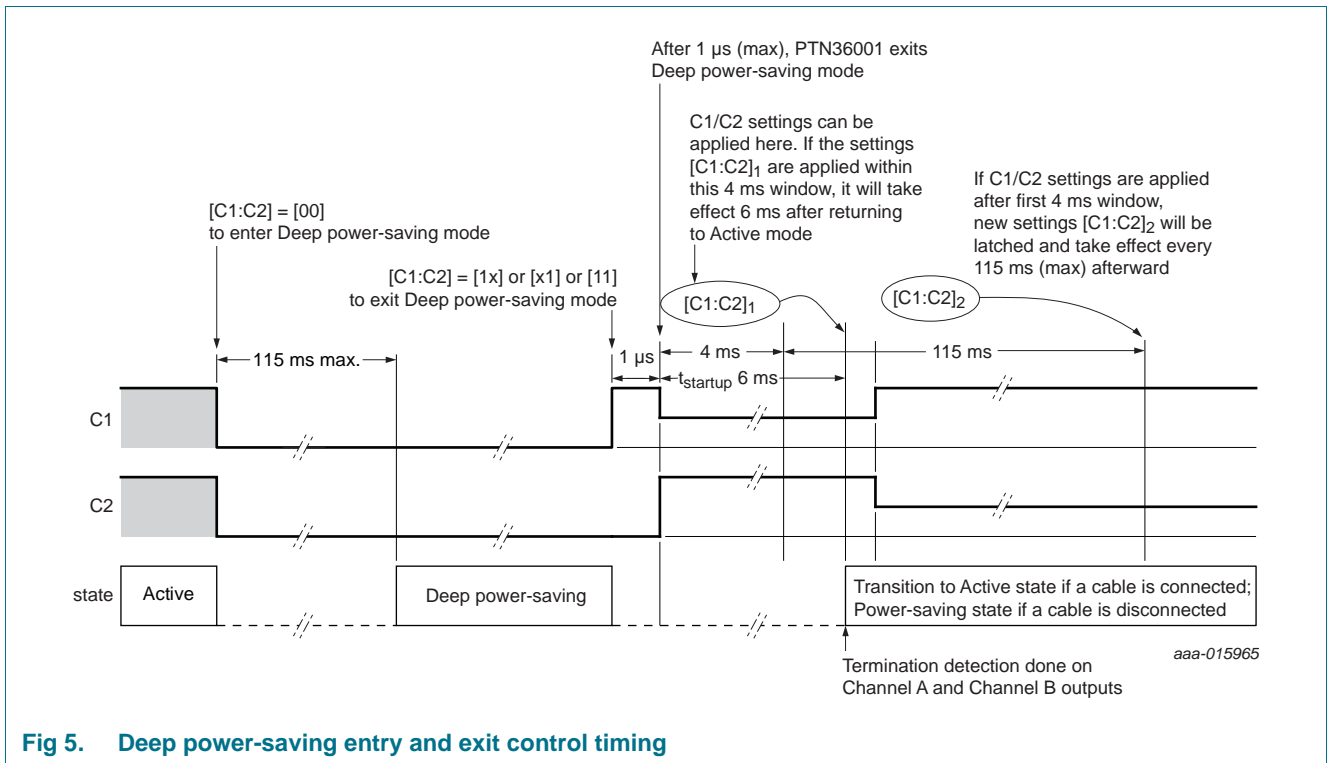 After 1 µs (max), PTN36001 exits
Deep power-saving mode
C1/C2 settings can be
applied here. If the settings
[C1:C2]1 are applied within
this 4 ms window, it will take
effect 6 ms after returning
to Active mode
If C1/C2 settings are applied
after first 4 ms window,
new settings [C1:C2]2 will be
latched and take effect every
115 ms (max) afterward
[C1:C2] = [00]
to enter Deep power-saving mode
[C1:C2] = [1x] or [x1] or [11]
to exit Deep power-saving mode
[C1:C2]1
[C1:C2]2
115 ms max.
1 µs
4 ms
115 ms
tstartup 6 ms
C1
C2
state
Active
Deep power-saving
Transition to Active state if a cable is connected;
Power-saving state if a cable is disconnected
aaa-015965
Termination detection done on
Channel A and Channel B outputs
Fig 5. Deep power-saving entry and exit control timing